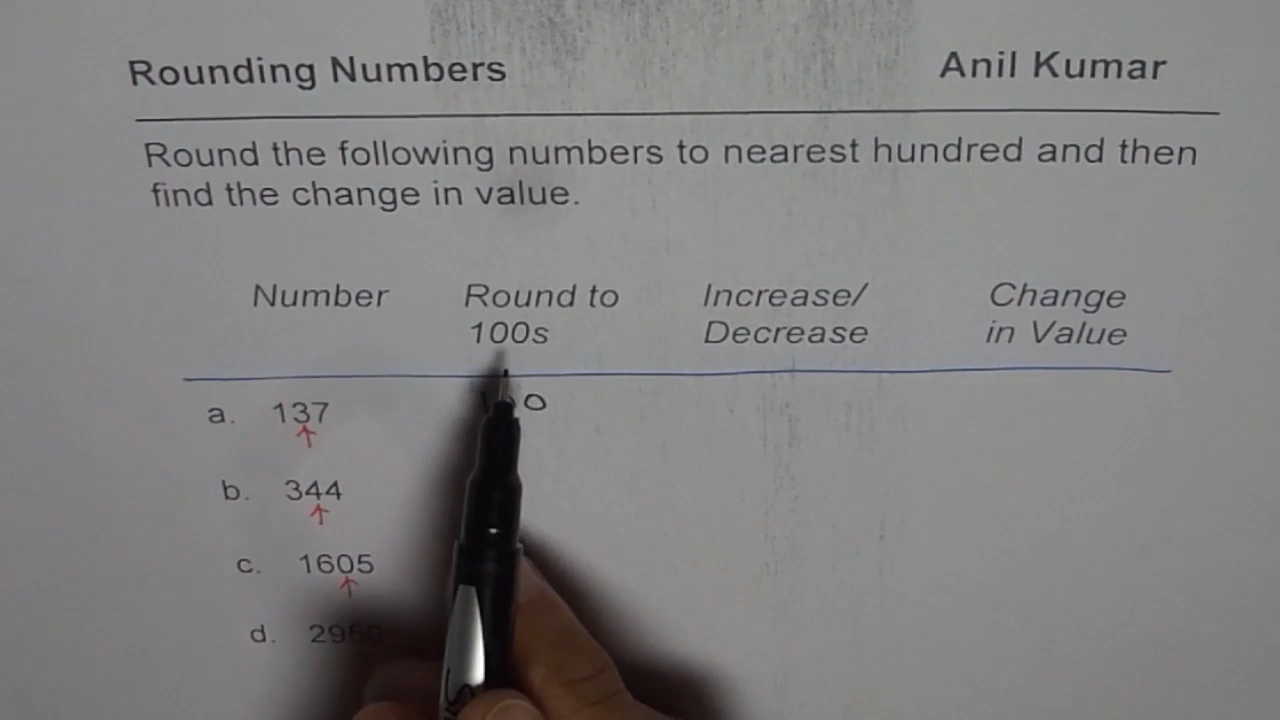 Rounding Numbers Anil Kumar
Round the following numbers to nearest hundred and then
find the change in value.
Number Round to 100s Increase/ Decrease Change in Value
a. 137
b. 344
c. 1605
d. 2950